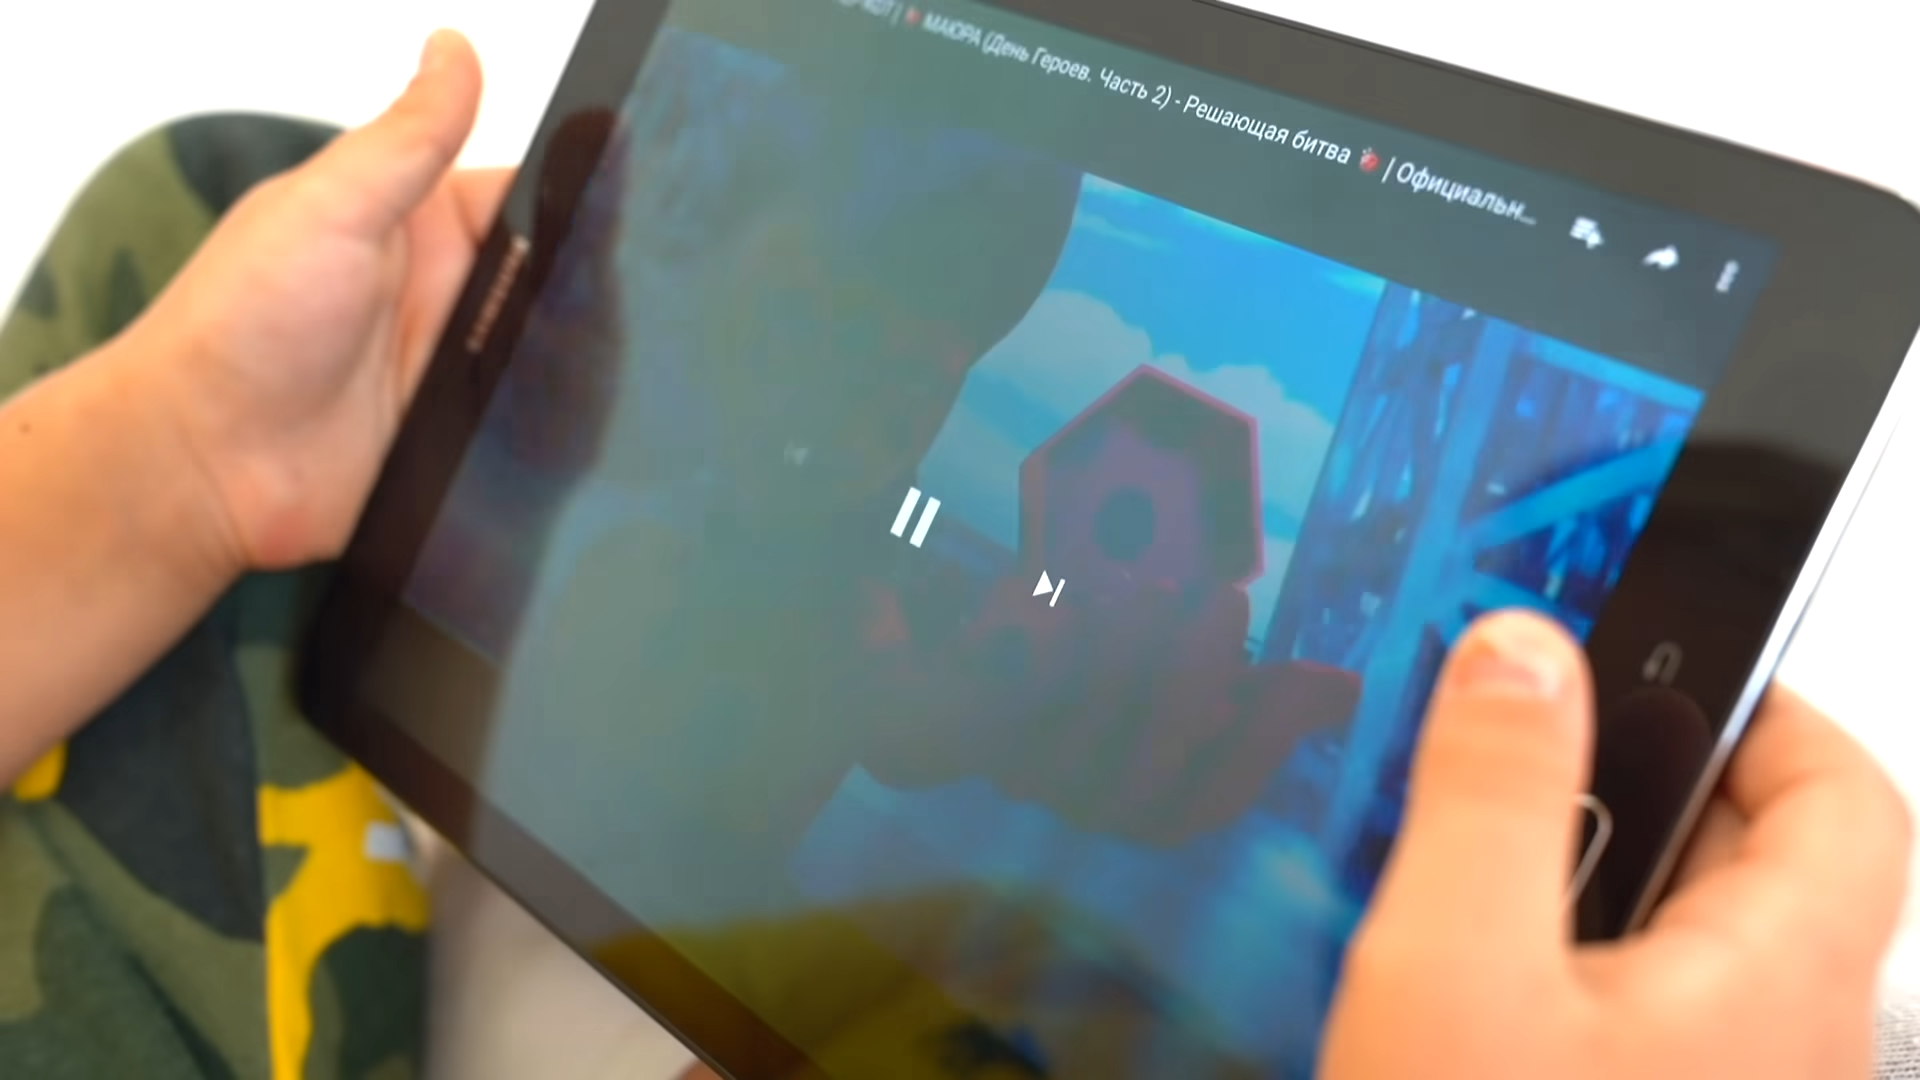 | 🐞 МАЮРА (День Героев. Часть 2) - Решающая битва 🐞 | Официальн...